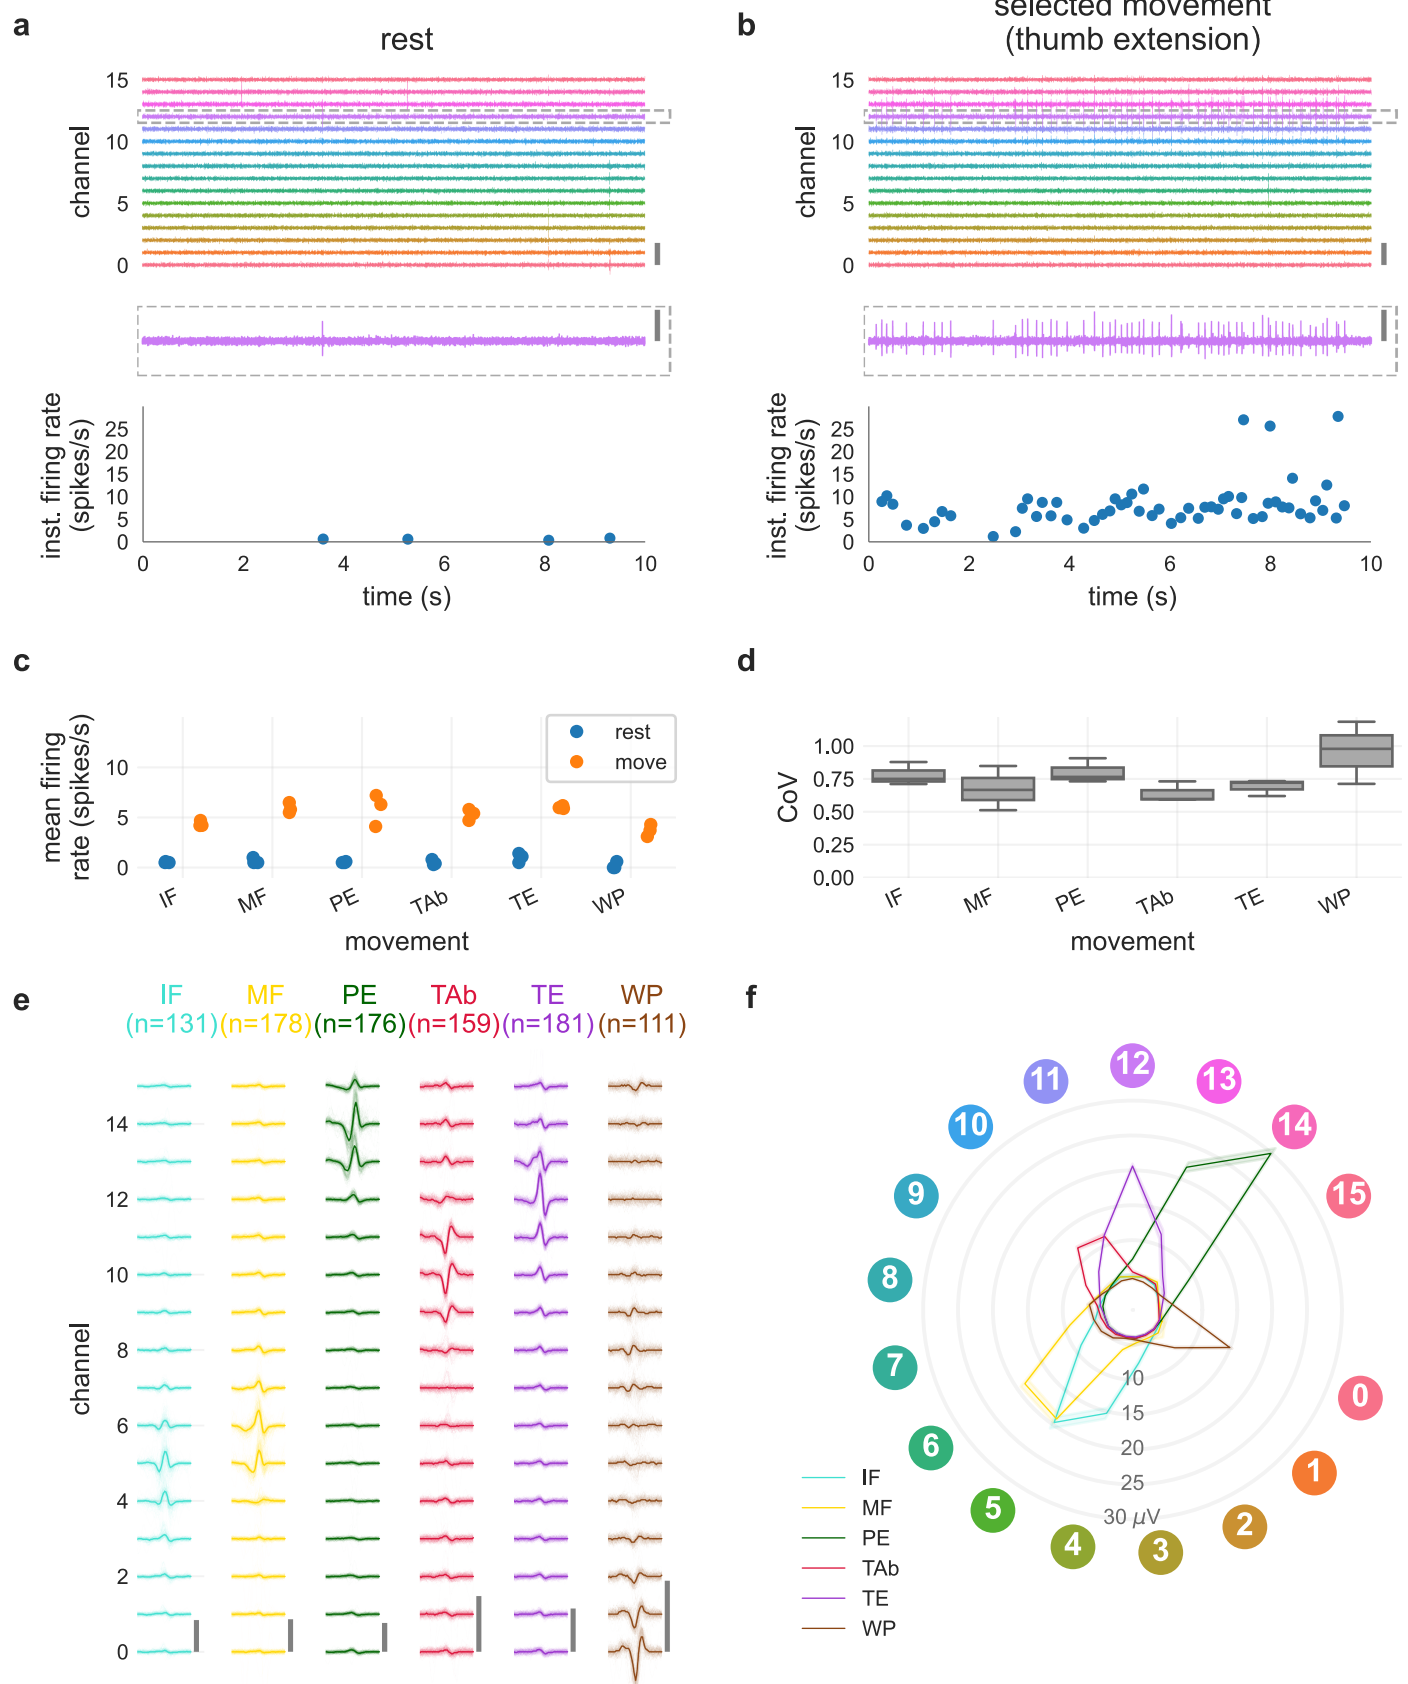 a
rest
15
10
5
0
channel
inst. firing rate
(spikes/s)
25
20
15
10
5
0
0 2 4 6 8 10
time (s)
b
selected movement
(thumb extension)
15
10
5
0
channel
inst. firing rate
(spikes/s)
25
20
15
10
5
0
0 2 4 6 8 10
time (s)
c
mean firing
rate (spikes/s)
10
5
0
rest
move
IF MF PE TAb TE WP
movement
d
CoV
1.00
0.75
0.50
0.25
0.00
IF MF PE TAb TE WP
movement
e
IF MF PE TAb TE WP
(n=131) (n=178) (n=176) (n=159) (n=181) (n=111)
channel
14
12
10
8
6
4
2
0
f
12
11 13
10 14
9 15
8
7
0
6
1
5 2
4 3
10
15
20
25
30 μV
IF
MF
PE
TAb
TE
WP